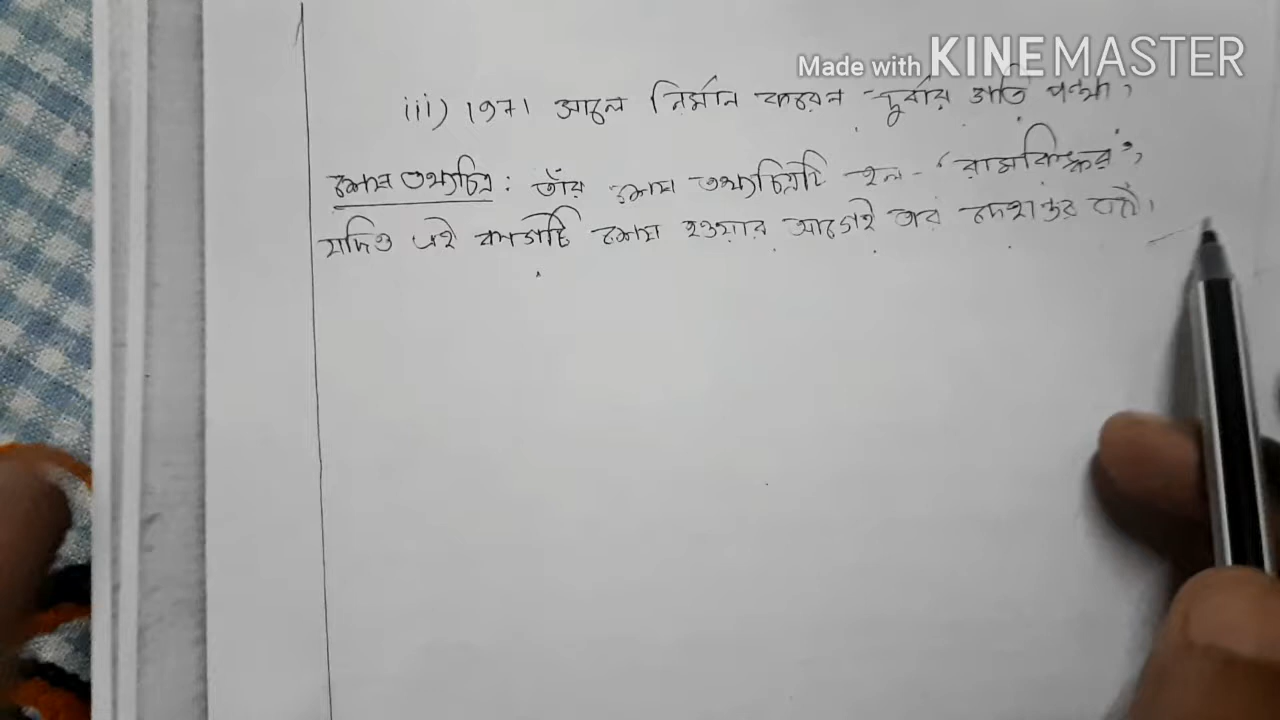 Made with KINEMASTER
iii) 1971 সালে নির্মান করেন -দুর্বার গতি পদ্মা,
শেষ তথ্যচিত্র : তাঁর শেষ তথ্যচিত্রটি হল- "রামকিঙ্কর",
যদিও এই কাজটি শেষ হওয়ার আগেই তার দেহান্তর ঘটে।